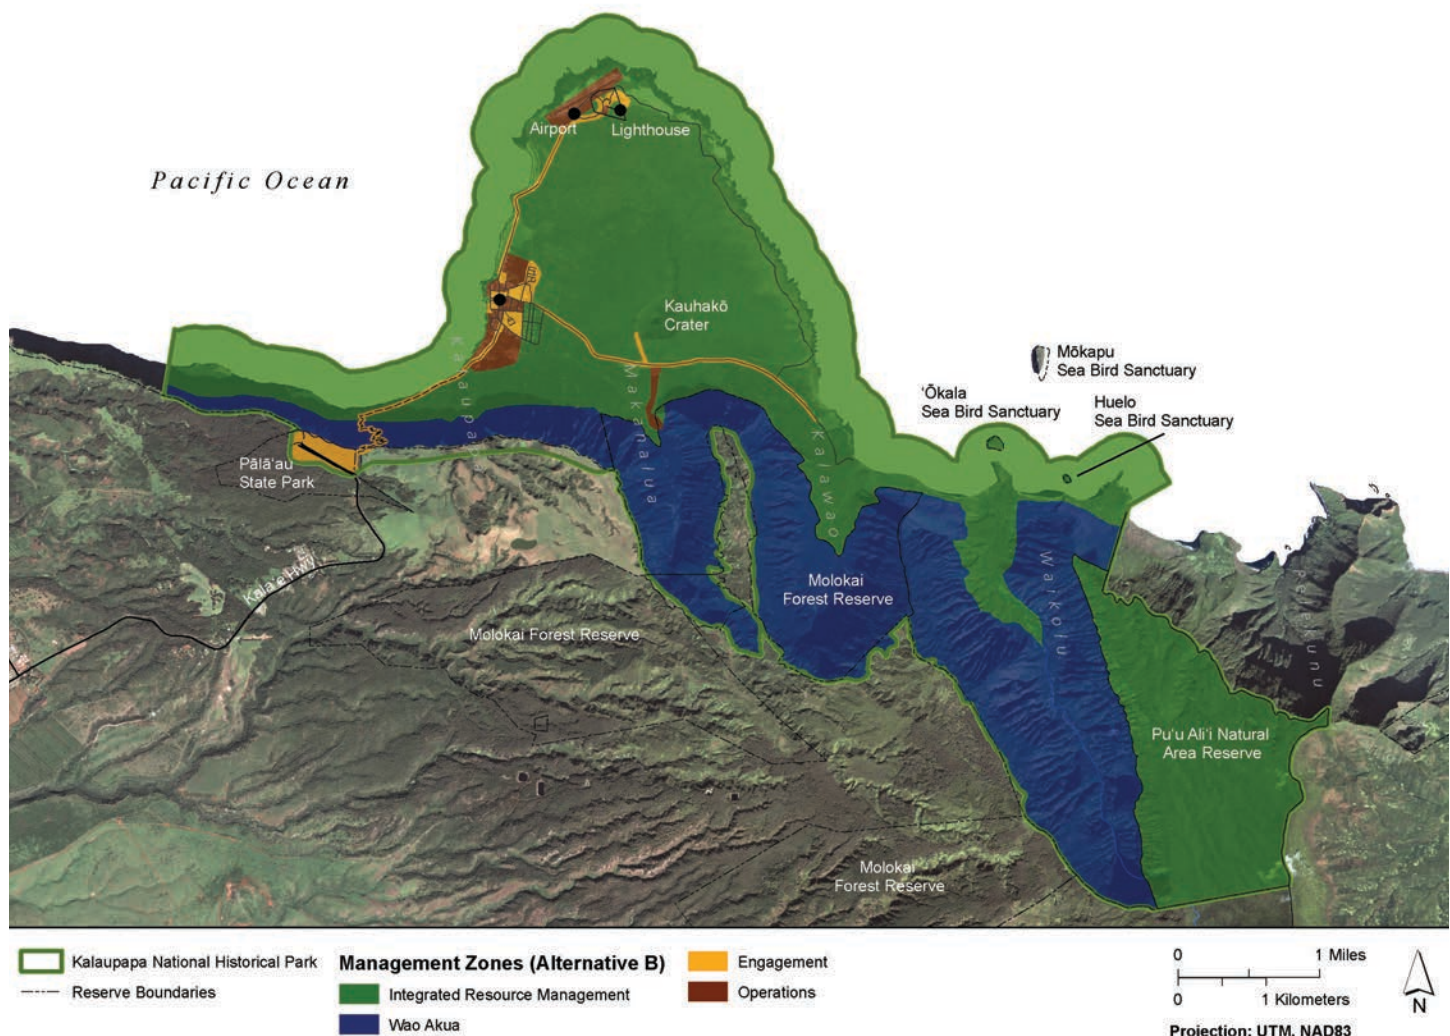 Airport
Lighthouse
Pacific Ocean
Kauhakō
Crater
Mōkapu
Sea Bird Sanctuary
ʻŌkala
Sea Bird Sanctuary
Huelo
Sea Bird Sanctuary
Kalaupapa
Makanalua
Kalawao
Pālāʻau
State Park
Waikolu
Pelekunu
Kalaʻe Hwy
Molokai
Forest Reserve
Molokai Forest Reserve
Puʻu Aliʻi Natural
Area Reserve
Molokai
Forest Reserve
Kalaupapa National Historical Park
Reserve Boundaries
Management Zones (Alternative B)
Integrated Resource Management
Wao Akua
Engagement
Operations
0 1 Miles
0 1 Kilometers
N
Projection: UTM, NAD83